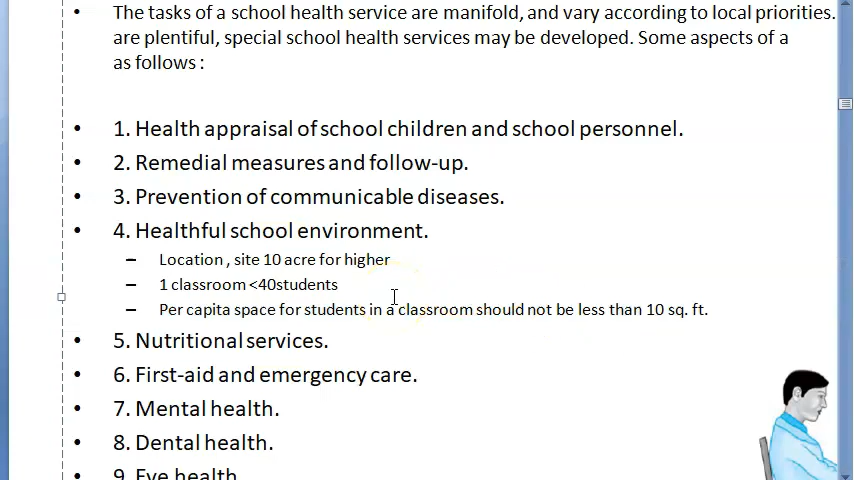 • The tasks of a school health service are manifold, and vary according to local priorities.
are plentiful, special school health services may be developed. Some aspects of a
as follows :
• 1. Health appraisal of school children and school personnel.
• 2. Remedial measures and follow-up.
• 3. Prevention of communicable diseases.
• 4. Healthful school environment.
– Location , site 10 acre for higher
– 1 classroom <40students
– Per capita space for students in a classroom should not be less than 10 sq. ft.
• 5. Nutritional services.
• 6. First-aid and emergency care.
• 7. Mental health.
• 8. Dental health.
• 9. Eye health